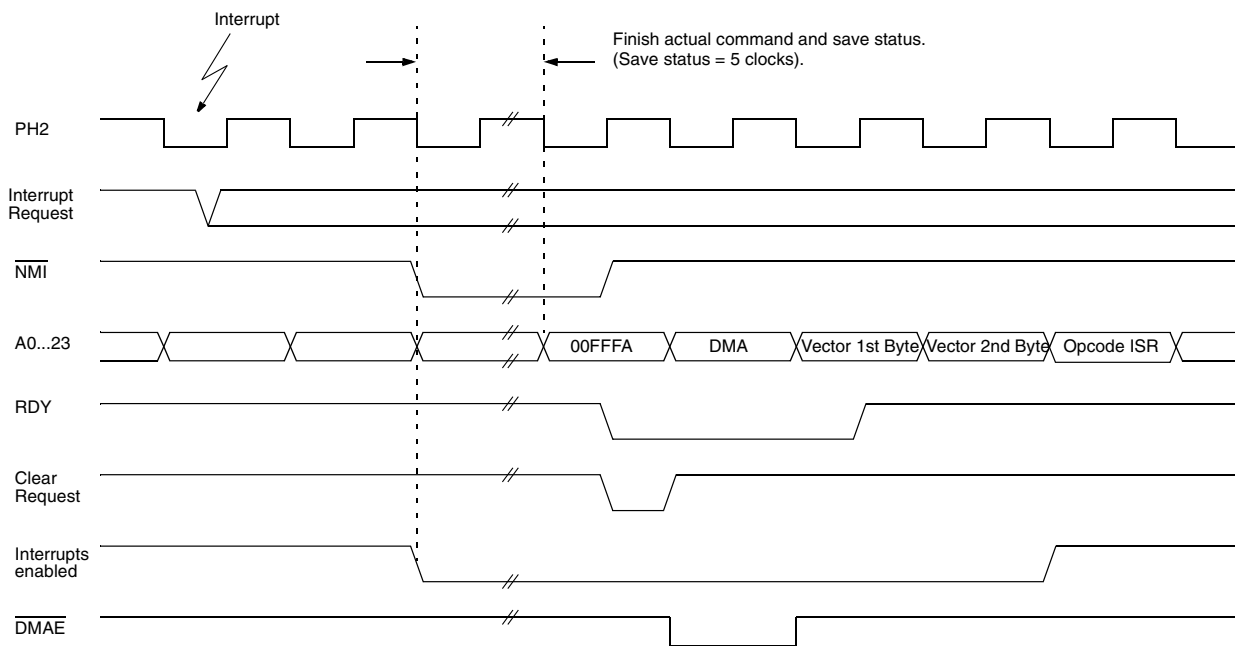 Interrupt
Finish actual command and save status.
(Save status = 5 clocks).
PH2
Interrupt
Request
NMI
A0...23
00FFFA
DMA
Vector 1st Byte
Vector 2nd Byte
Opcode ISR
RDY
Clear
Request
Interrupts
enabled
DMAE